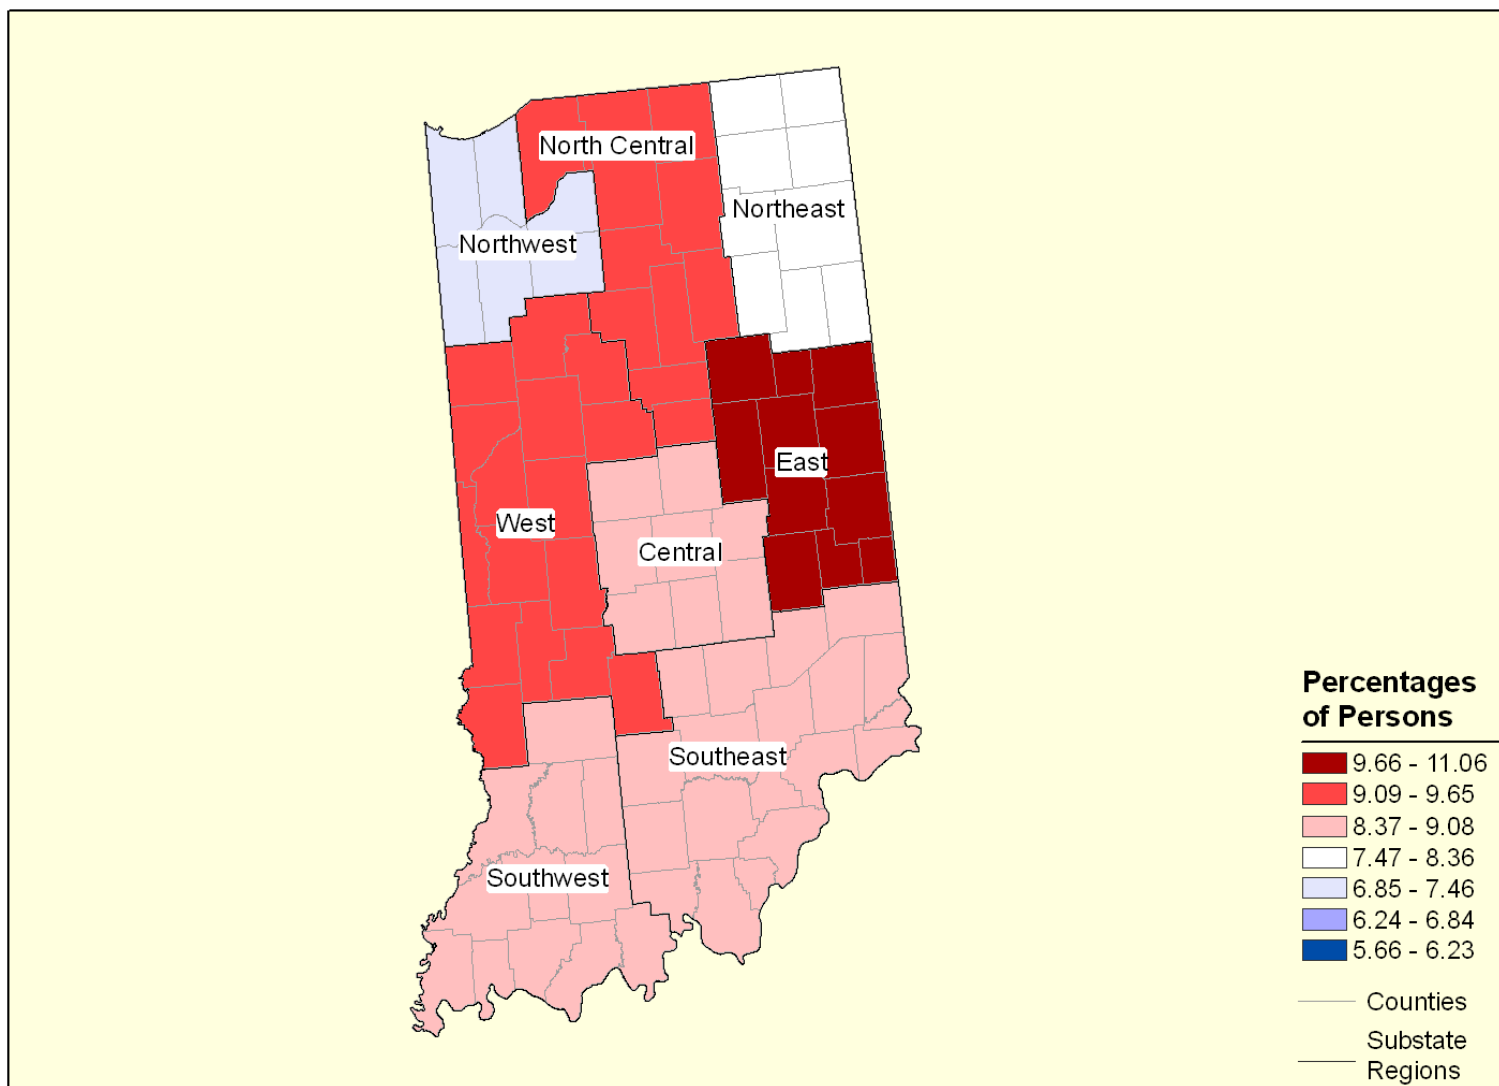 North Central
Northeast
Northwest
East
West
Central
Southeast
Southwest
Percentages
of Persons
9.66 - 11.06
9.09 - 9.65
8.37 - 9.08
7.47 - 8.36
6.85 - 7.46
6.24 - 6.84
5.66 - 6.23
Counties
Substate
Regions